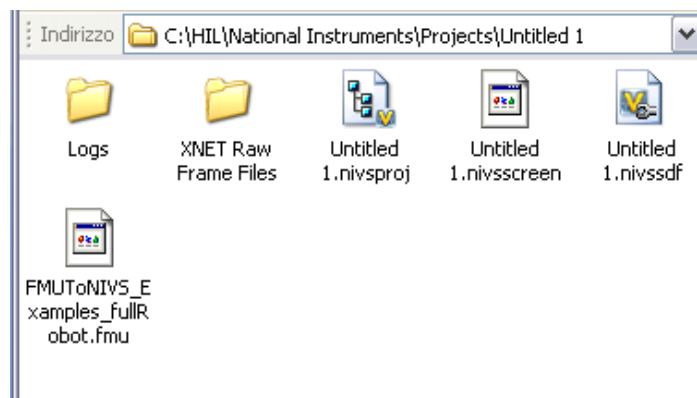 Indirizzo C:\HIL\National Instruments\Projects\Untitled 1
Logs
XNET Raw
Frame Files
Untitled
1.nivsproj
Untitled
1.nivsscreen
Untitled
1.nivssdf
FMUToNIVS_E
xamples_fullR
obot.fmu